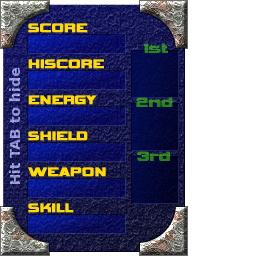 SCORE
1st
HISCORE
ENERGY
2nd
SHIELD
3rd
WEAPON
SKILL
Hit TAB to hide